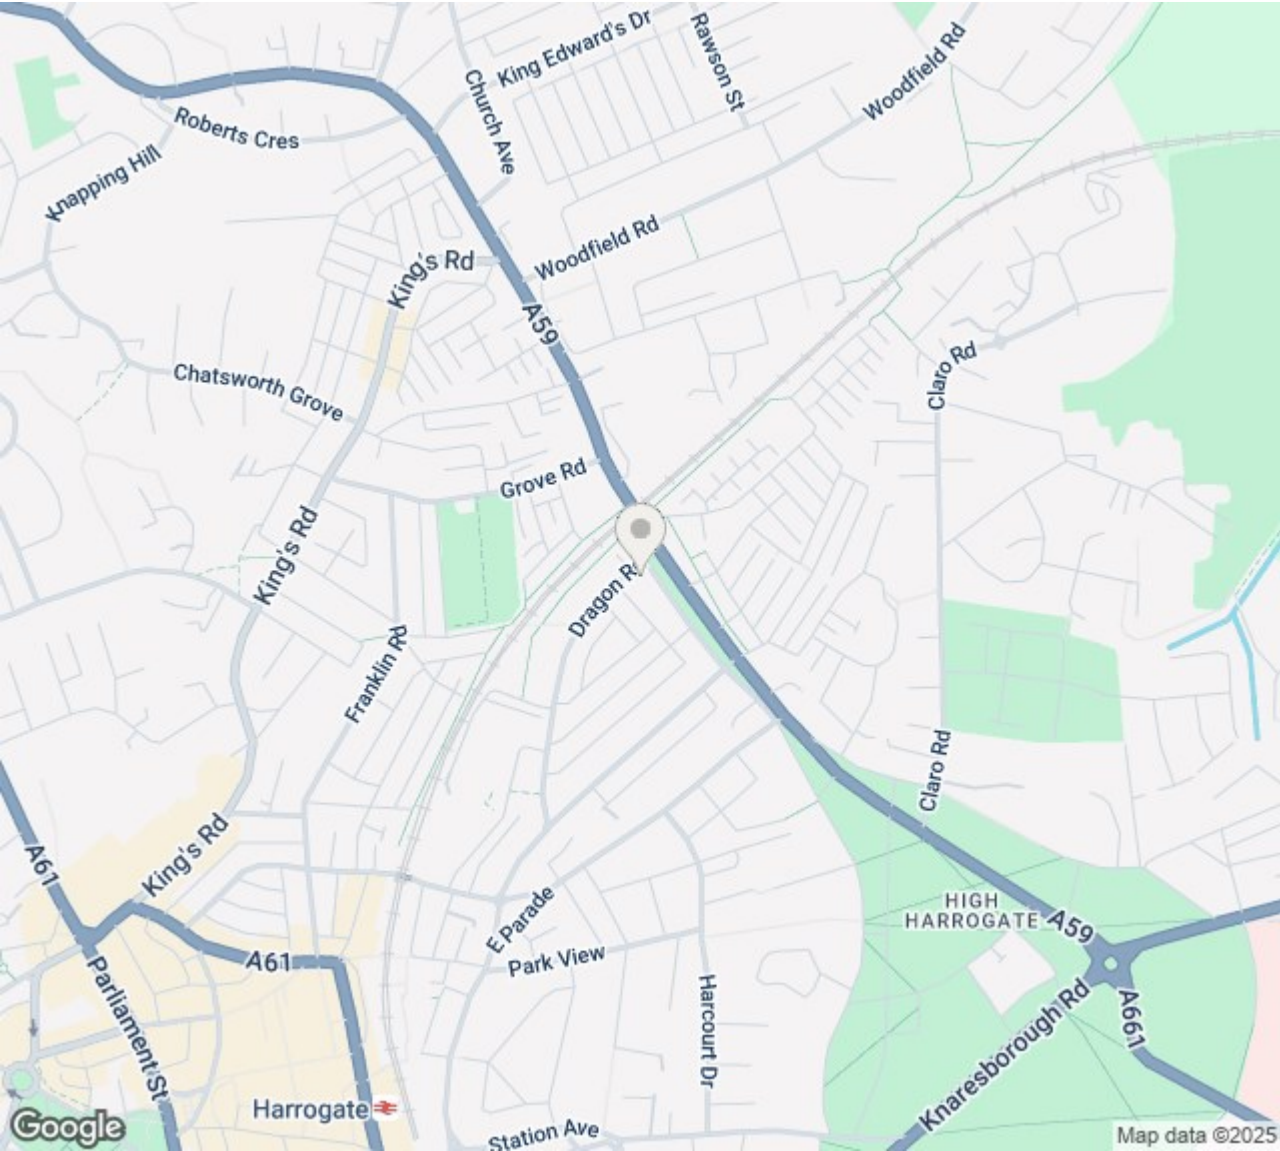 King Edward's Dr
Rawson St
Woodfield Rd
Church Ave
Roberts Cres
Knapping Hill
King's Rd
Woodfield Rd
A59
Chatsworth Grove
Claro Rd
Grove Rd
King's Rd
Dragon R
Franklin Rd
Claro Rd
King's Rd
A61
E Parade
HIGH
HARROGATE
A59
Park View
A61
Parliament St
Harcourt Dr
Knaresborough Rd
A661
Harrogate
Station Ave
Google
Map data ©2025